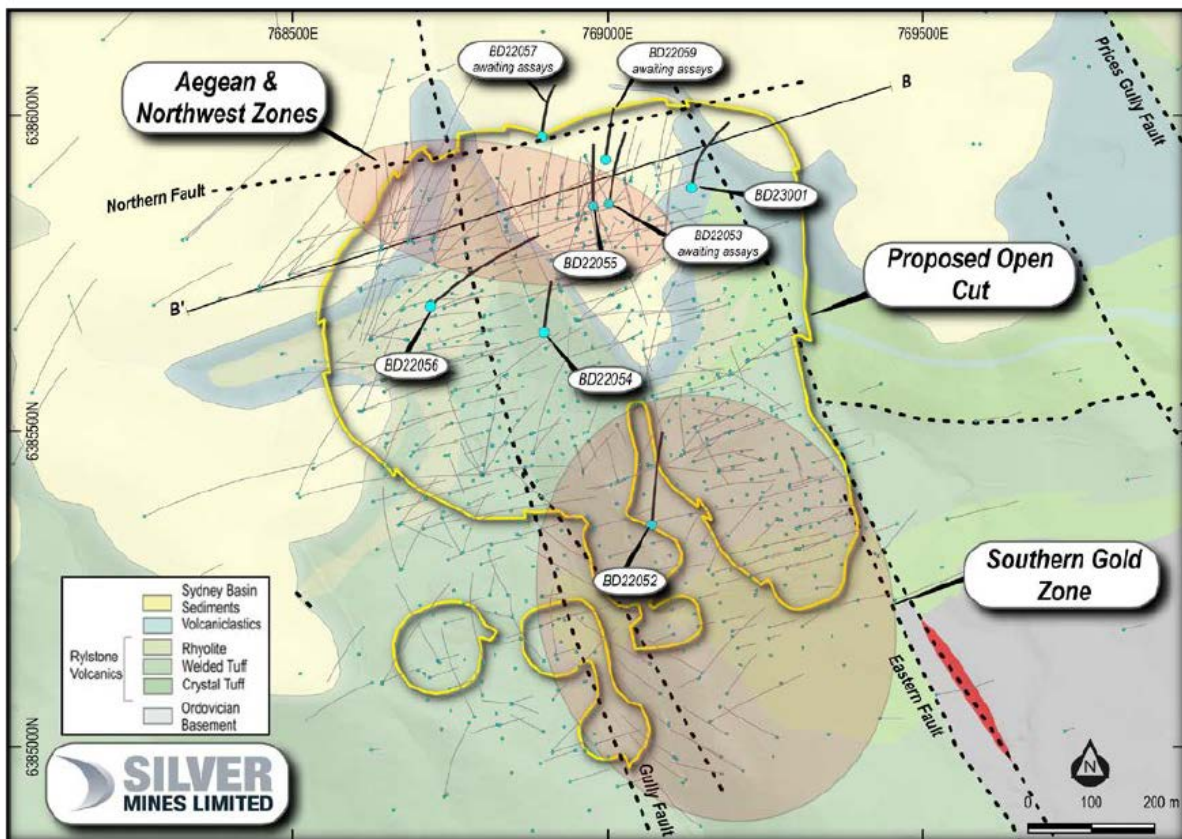 768500E
769000E
769500E
BD22057
awaiting assays
BD22059
awaiting assays
Aegean &
Northwest Zones
B
Prices Gully Fault
6386000N
Northern Fault
BD23001
BD22053
awaiting assays
BD22055
Proposed Open
Cut
B'
BD22056
BD22054
6385500N
BD22052
Southern Gold
Zone
Sydney Basin
Sediments
Volcaniclastics
Rylstone
Volcanics
Rhyolite
Welded Tuff
Crystal Tuff
Ordovician
Basement
Eastern Fault
6385000N
Gully Fault
SILVER
MINES LIMITED
N
0 100 200 m